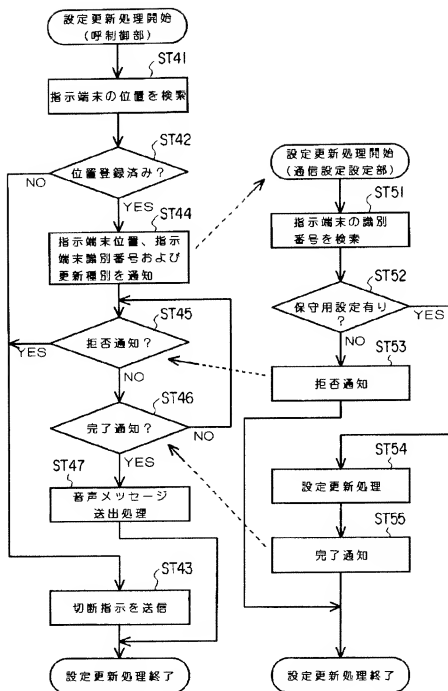 設定更新処理開始
(呼制御部)
ST41
指示端末の位置を検索
ST42
位置登録済み?
NO
YES
ST44
指示端末位置、指示
端末識別番号および
更新種別を通知
ST45
拒否通知?
YES
NO
ST46
完了通知?
NO
YES
ST47
音声メッセージ
送出処理
ST43
切断指示を送信
設定更新処理終了
設定更新処理開始
(通信設定設定部)
ST51
指示端末の識別
番号を検索
ST52
保守用設定有り
?
YES
NO
ST53
拒否通知
ST54
設定更新処理
ST55
完了通知
設定更新処理終了